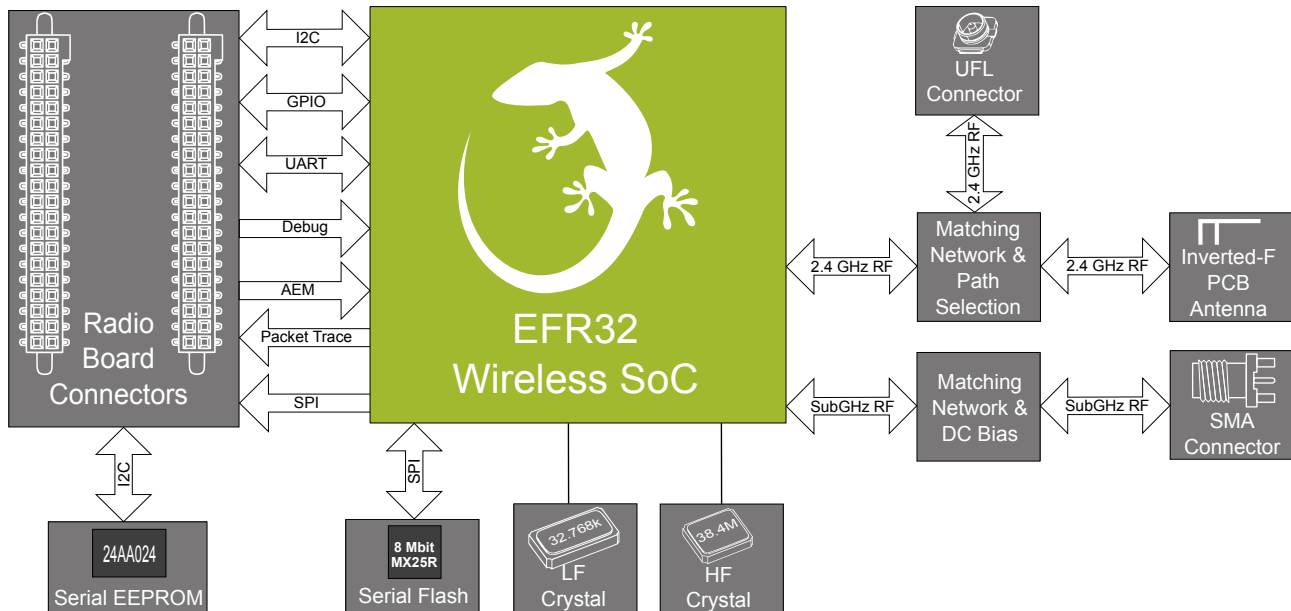 I2C
GPIO
UART
Debug
AEM
Packet Trace
SPI
Radio
Board
Connectors
EFR32
Wireless SoC
UFL
Connector
2.4 GHz RF
2.4 GHz RF
Matching
Network &
Path
Selection
2.4 GHz RF
Inverted-F
PCB
Antenna
SubGHz RF
Matching
Network &
DC Bias
SubGHz RF
SMA
Connector
I2C
SPI
24AA024
Serial EEPROM
8 Mbit
MX25R
Serial Flash
32.768k
LF
Crystal
38.4M
HF
Crystal